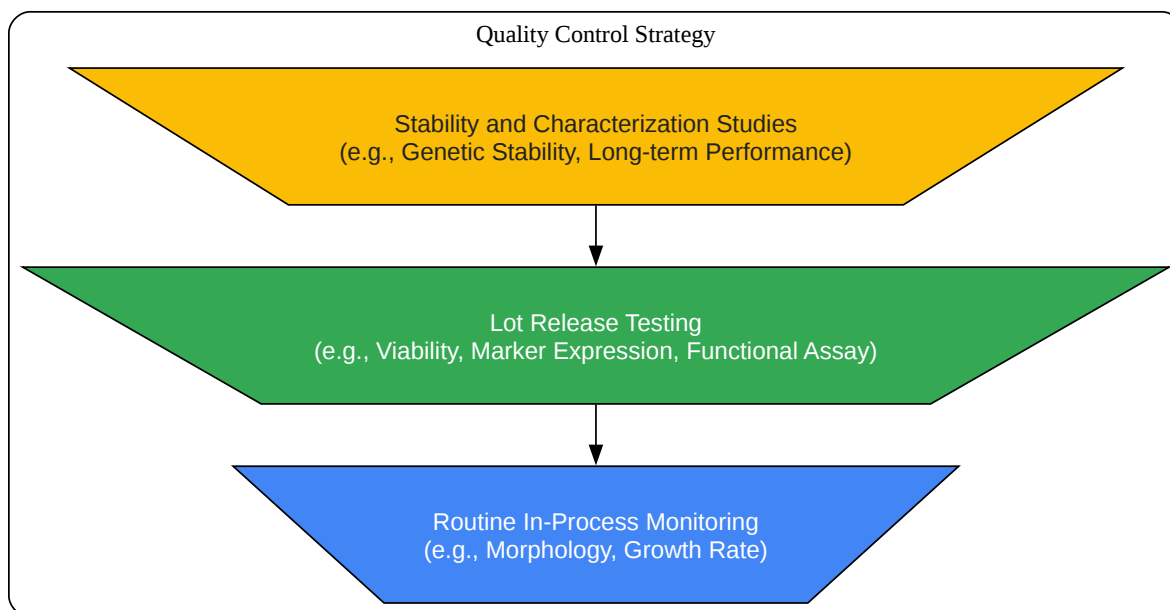 Quality Control Strategy
Stability and Characterization Studies
(e.g., Genetic Stability, Long-term Performance)
Lot Release Testing
(e.g., Viability, Marker Expression, Functional Assay)
Routine In-Process Monitoring
(e.g., Morphology, Growth Rate)